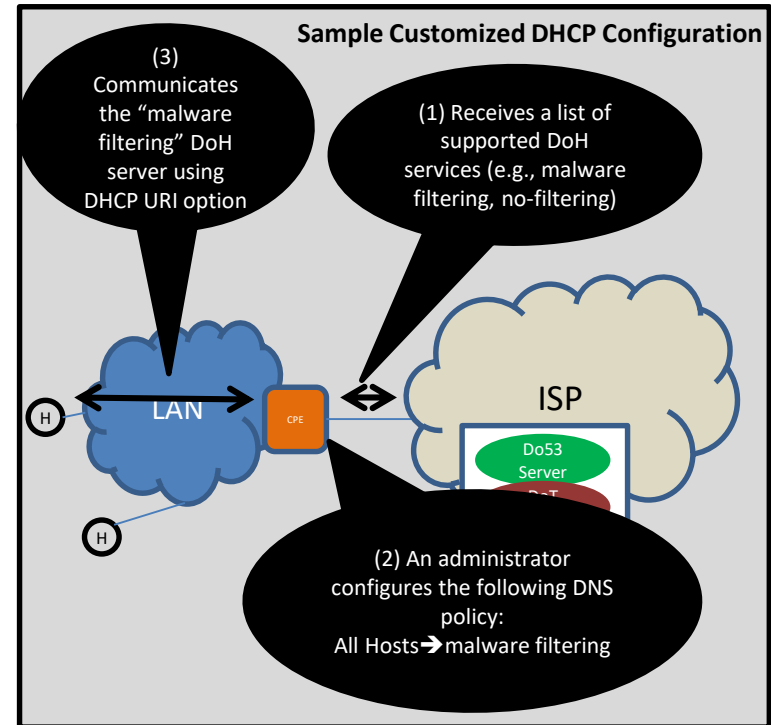 Sample Customized DHCP Configuration
(3)
Communicates
the “malware
filtering” DoH
server using
DHCP URI option
(1) Receives a list of
supported DoH
services (e.g., malware
filtering, no-filtering)
LAN
CPE
ISP
H
H
Do53
Server
DoT
(2) An administrator
configures the following DNS
policy:
All Hosts➔malware filtering